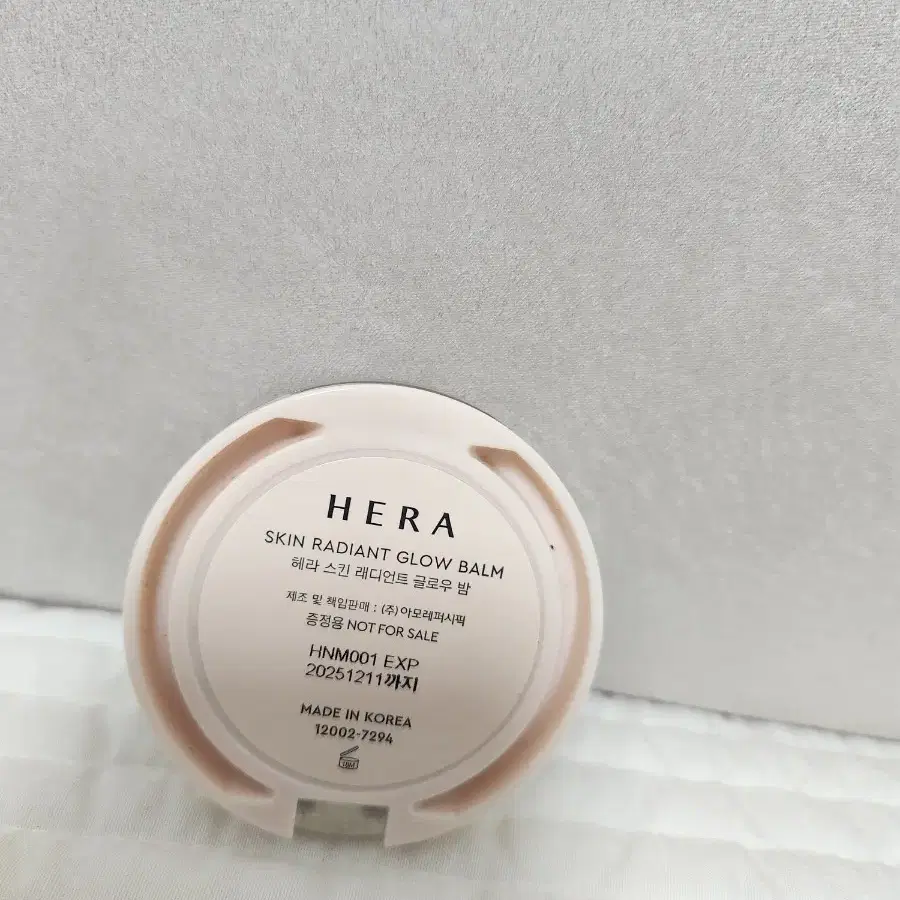 HERA
SKIN RADIANT GLOW BALM
헤라 스킨 래디언트 글로우 밤
제조 및 책임판매 : (주)아모레퍼시픽
증정용 NOT FOR SALE
HNM001 EXP
20251211까지
MADE IN KOREA
12002-7294